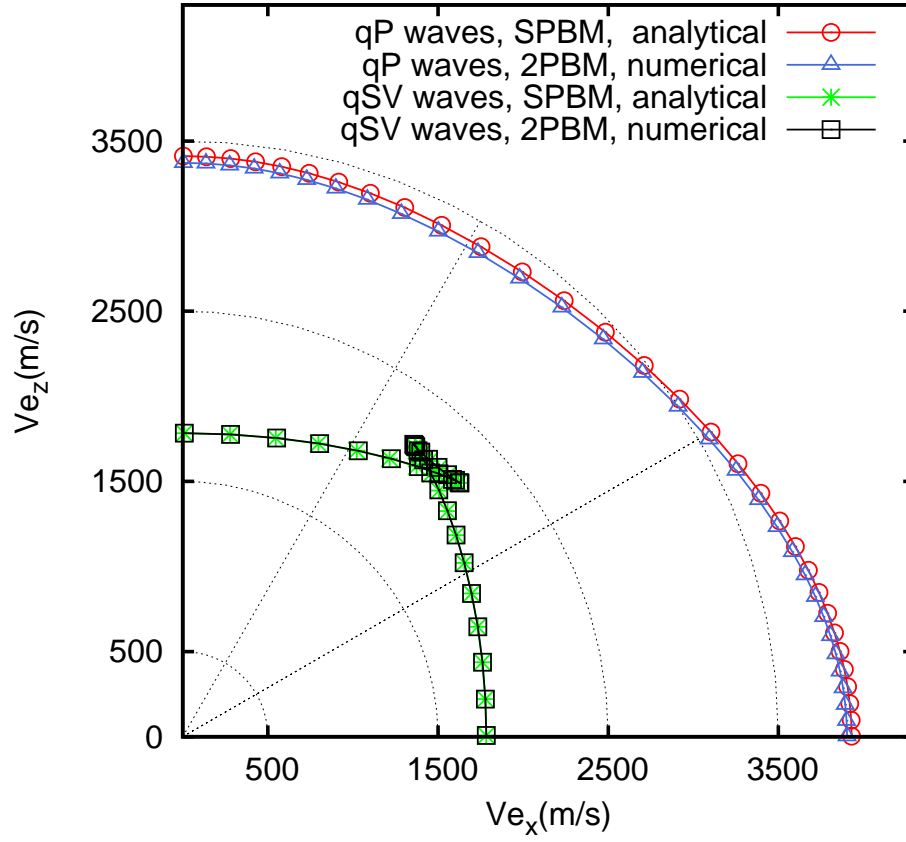 qP waves, SPBM,  analytical
qP waves, 2PBM, numerical
qSV waves, SPBM, analytical
qSV waves, 2PBM, numerical
3500
2500
1500
500
0
Ve_z(m/s)
500
1500
2500
3500
Ve_x(m/s)